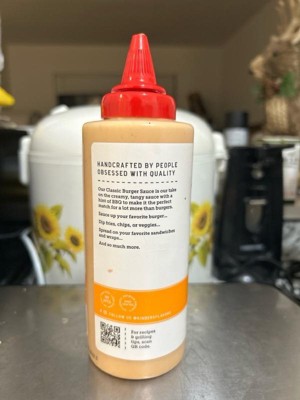 HANDCRAFTED BY PEOPLE
OBSESSED WITH QUALITY
Our Classic Burger Sauce is our take
on the creamy, tangy sauce with a
hint of BBQ to make it the perfect
match for a lot more than burgers.
Sauce up your favorite burger...
Dip fries, chips, or veggies...
Spread on your favorite sandwiches
and wraps...
And so much more.
For recipes
& grilling
tips, scan
QR code.